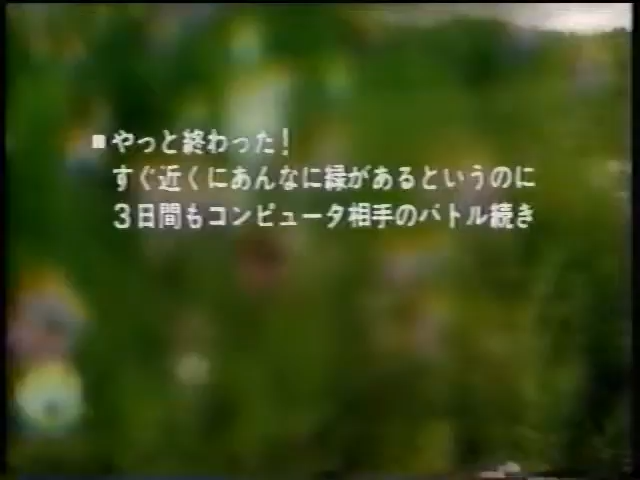 ■やっと終わった!
すぐ近くにあんなに緑があるというのに
3日間もコンピュータ相手のバトル続き